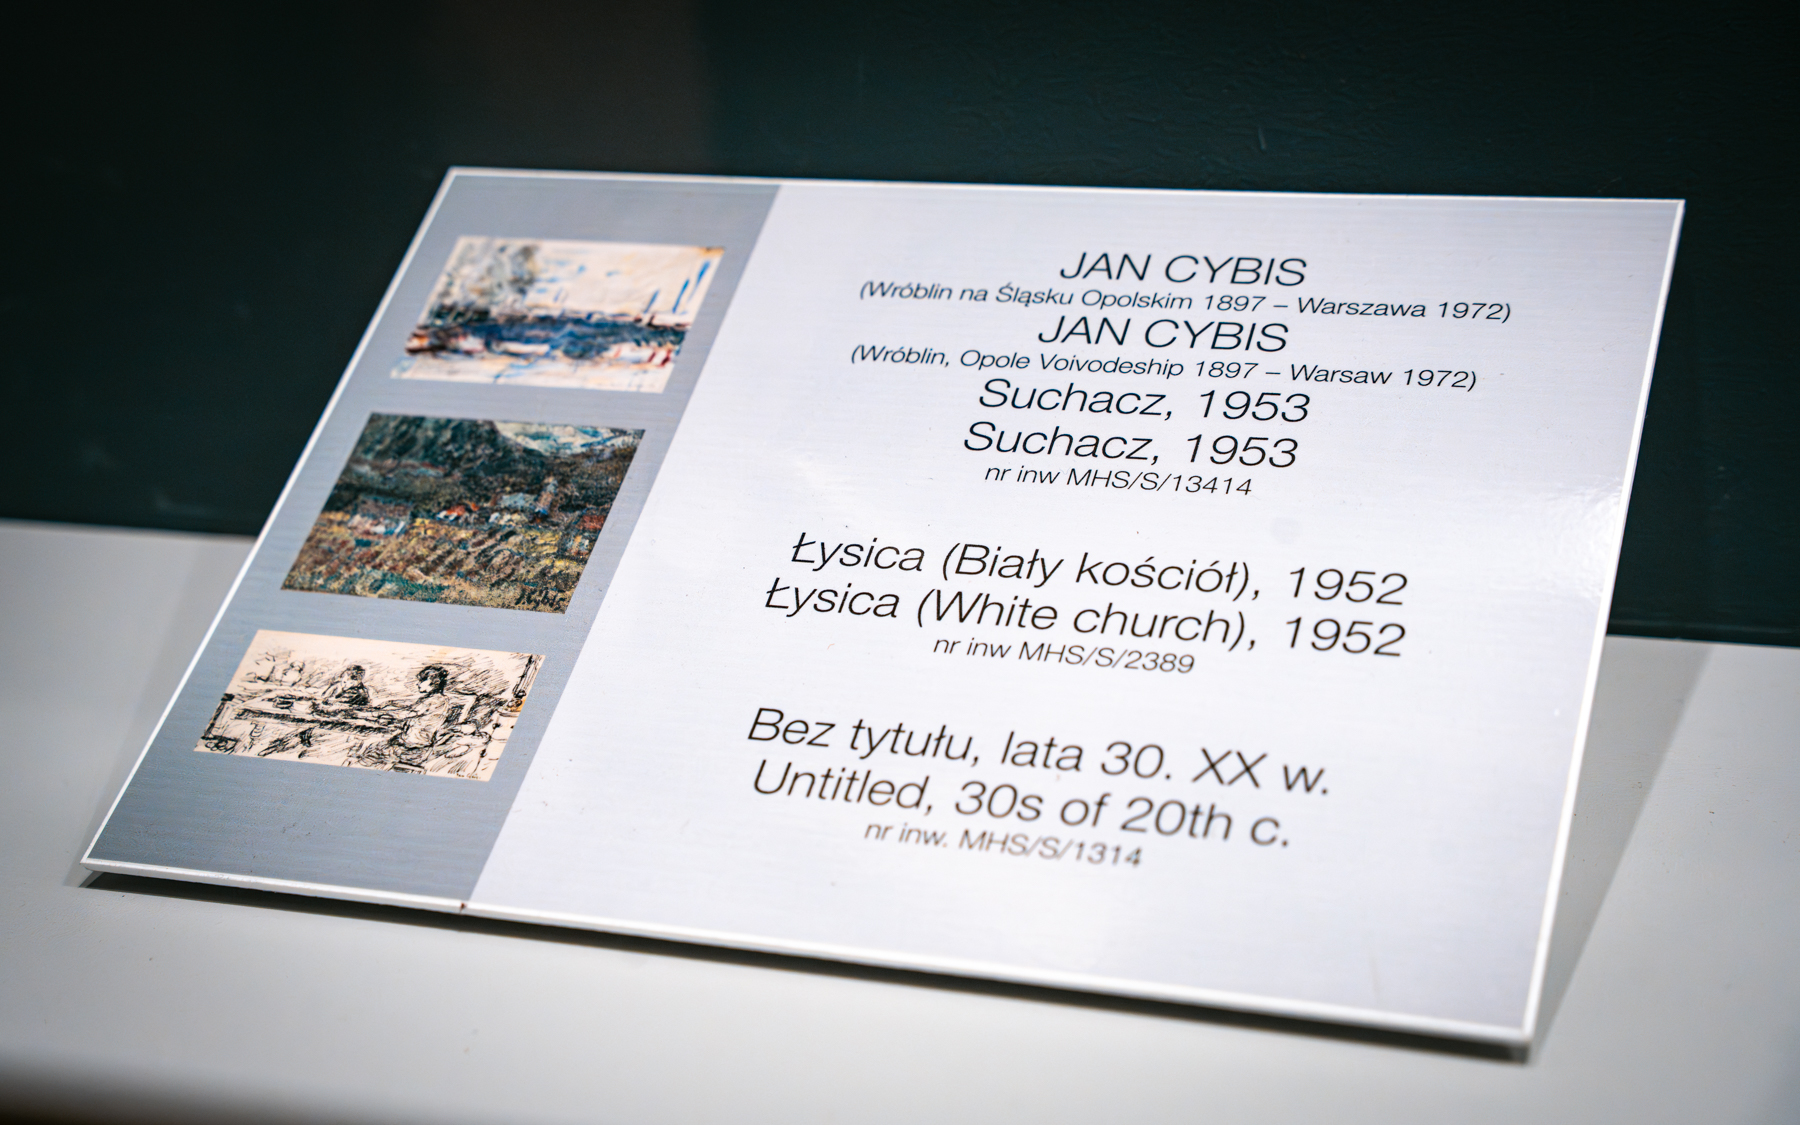 JAN CYBIS
(Wróblin na Śląsku Opolskim 1897 – Warszawa 1972)
JAN CYBIS
(Wróblin, Opole Voivodeship 1897 – Warsaw 1972)
Suchacz, 1953
Suchacz, 1953
nr inw MHS/S/13414
Łysica (Biały kościół), 1952
Łysica (White church), 1952
nr inw MHS/S/2389
Bez tytułu, lata 30. XX w.
Untitled, 30s of 20th c.
nr inw. MHS/S/1314